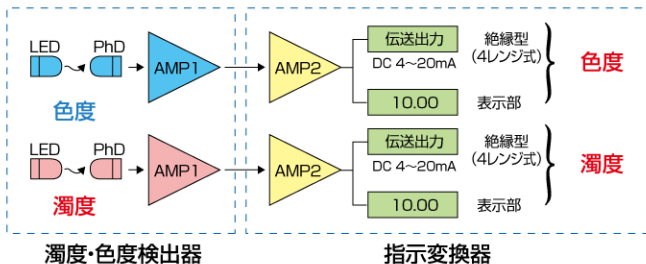 LED PhD AMP1 AMP2 伝送出力 絶縁型
DC 4〜20mA (4レンジ式) 色度
色度 10.00 表示部
LED PhD AMP1 AMP2 伝送出力 絶縁型
DC 4〜20mA (4レンジ式) 濁度
濁度 10.00 表示部
濁度・色度検出器 指示変換器